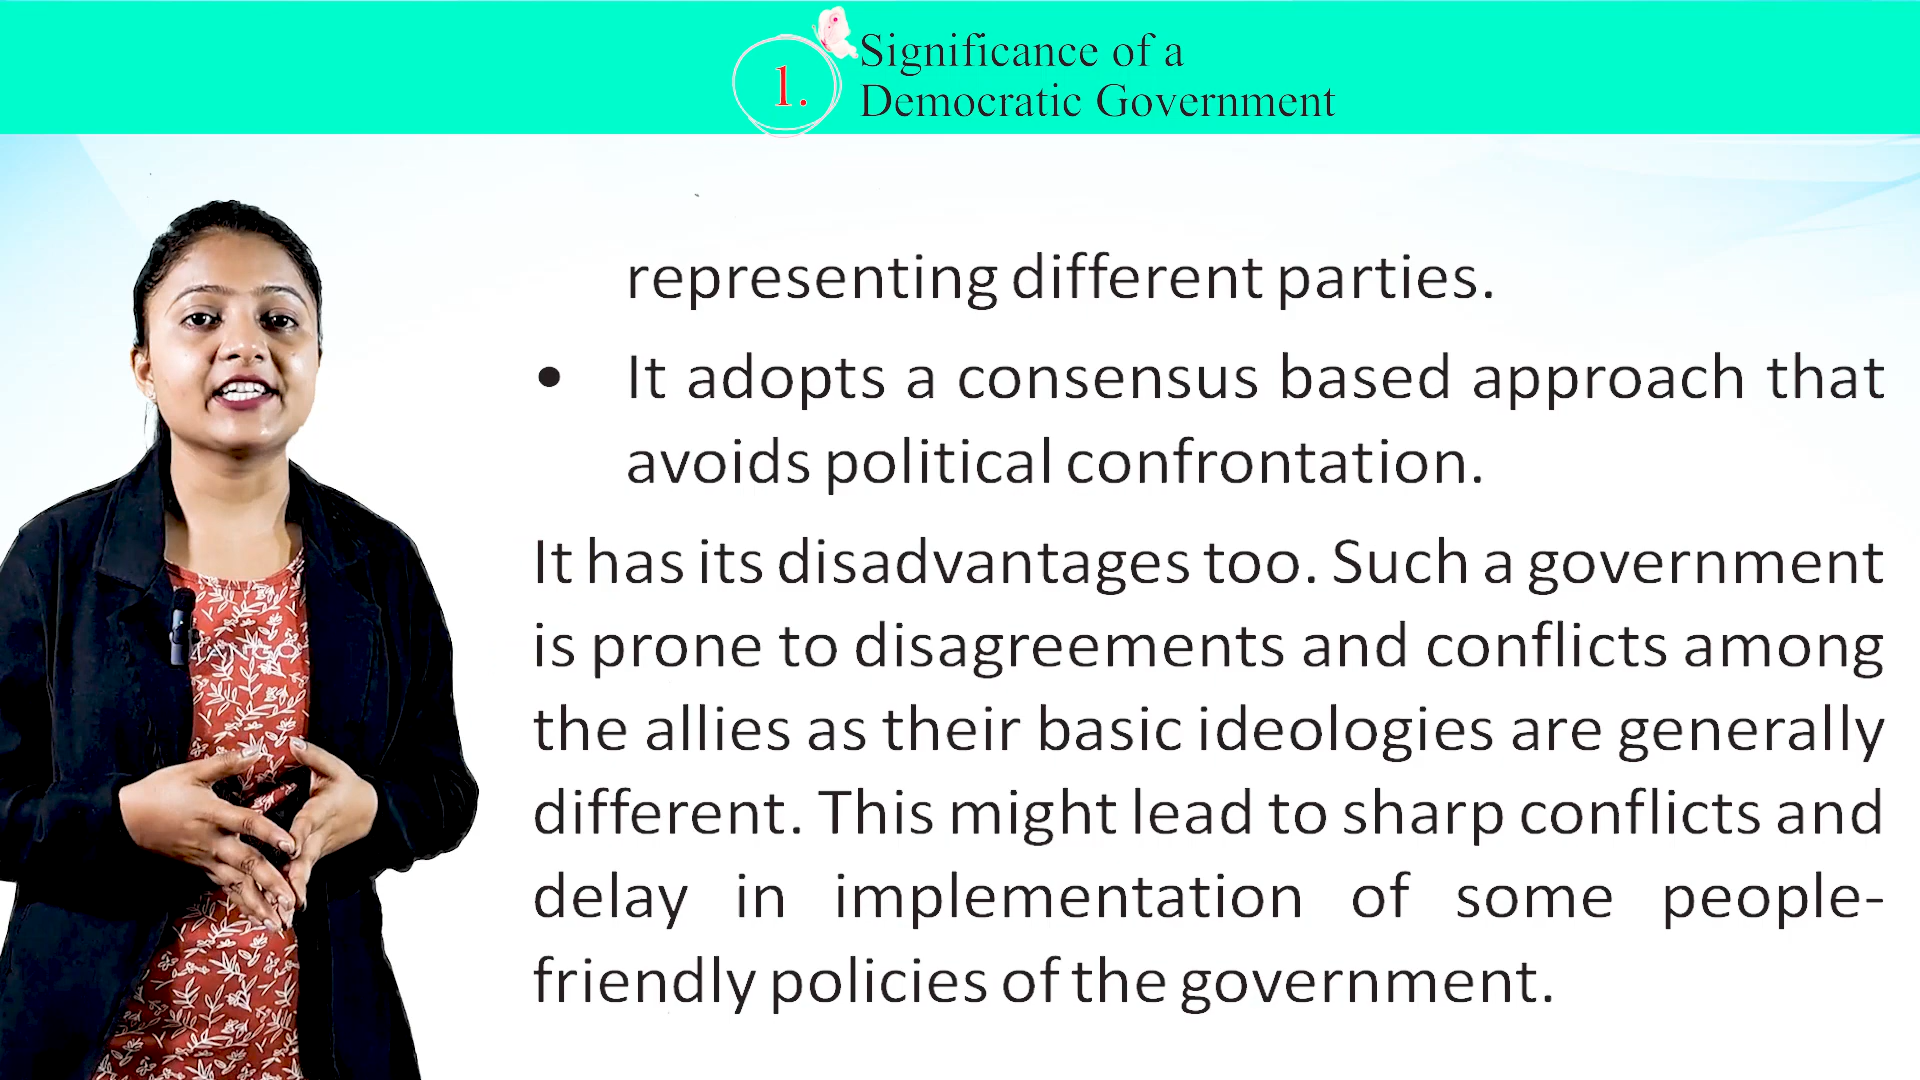 1.
Significance of a
Democratic Government
representing different parties.
• It adopts a consensus based approach that
avoids political confrontation.
It has its disadvantages too. Such a government
is prone to disagreements and conflicts among
the allies as their basic ideologies are generally
different. This might lead to sharp conflicts and
delay in implementation of some people-
friendly policies of the government.